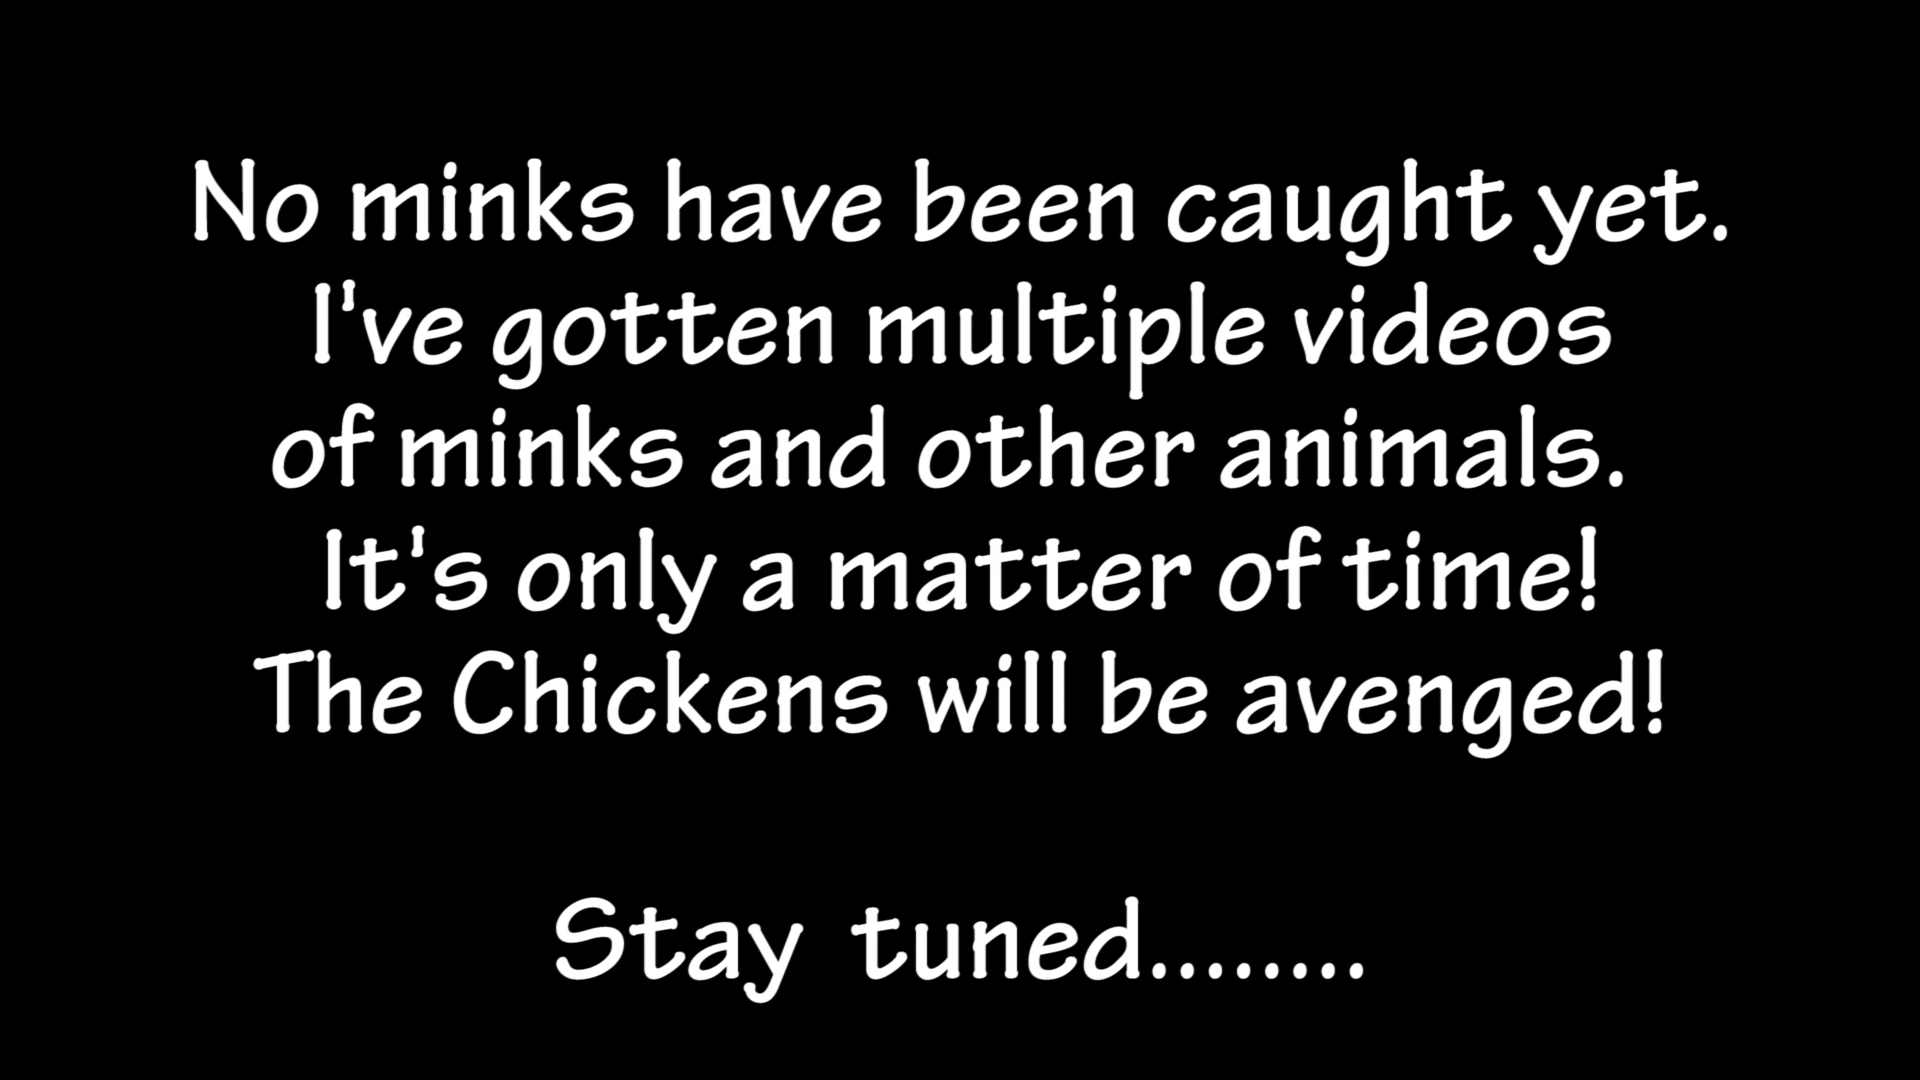 No minks have been caught yet.
I've gotten multiple videos
of minks and other animals.
It's only a matter of time!
The Chickens will be avenged!
Stay tuned........